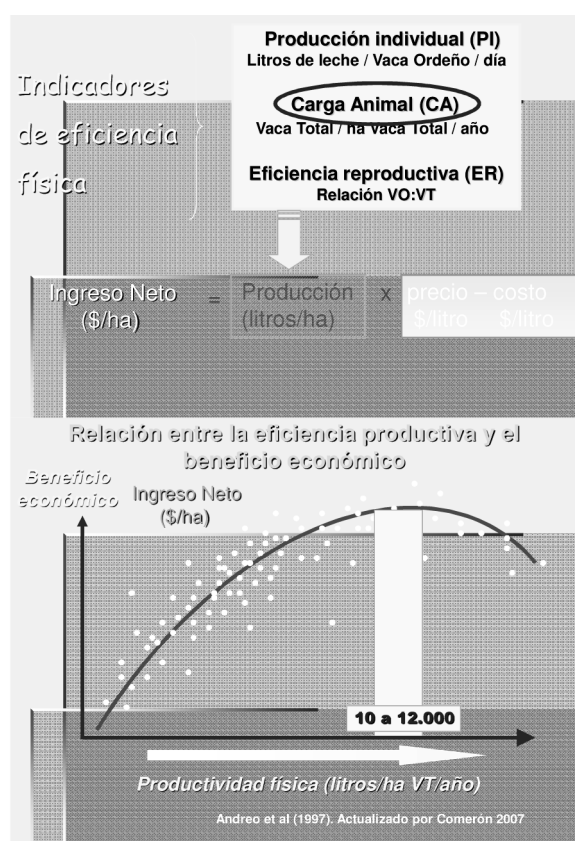 Producción individual (PI)
Litros de leche / Vaca Ordeño / día
Indicadores
de eficiencia
física
Carga Animal (CA)
Vaca Total / ha Vaca Total / año
Eficiencia reproductiva (ER)
Relación VO:VT
Ingreso Neto
($/ha)
=
Producción
(litros/ha)
x
precio – costo
$/litro $/litro
Relación entre la eficiencia productiva y el
beneficio económico
Beneficio
económico
Ingreso Neto
($/ha)
10 a 12.000
Productividad física (litros/ha VT/año)
Andreo et al (1997). Actualizado por Comerón 2007